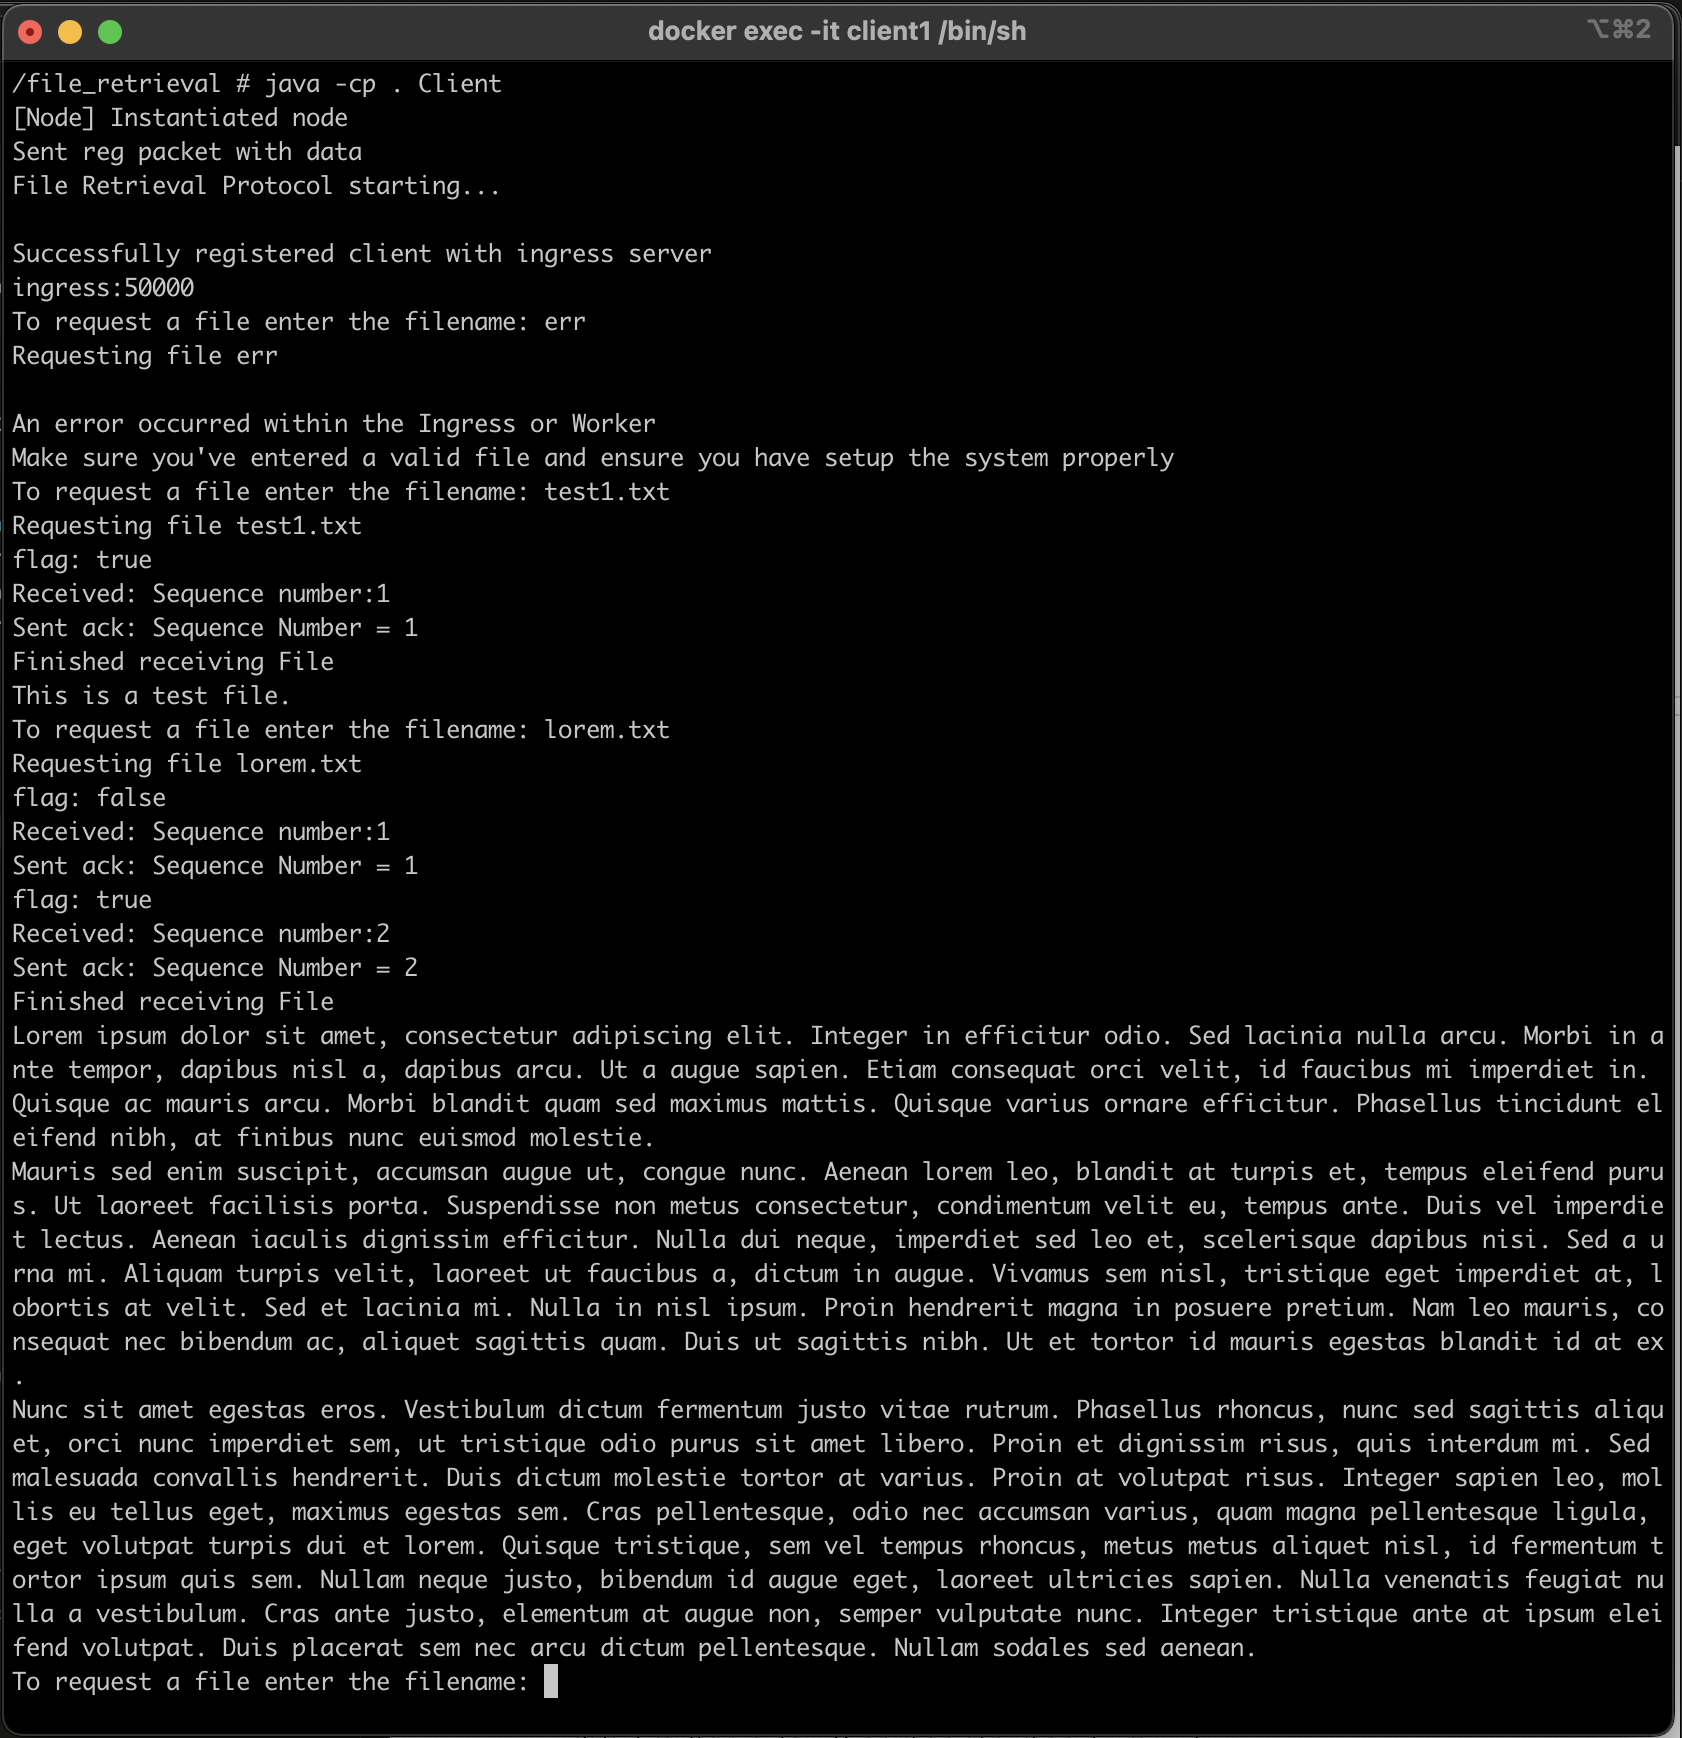 docker exec -it client1 /bin/sh
⌥⌘2
/file_retrieval # java -cp . Client
[Node] Instantiated node
Sent reg packet with data
File Retrieval Protocol starting...
Successfully registered client with ingress server
ingress:50000
To request a file enter the filename: err
Requesting file err
An error occurred within the Ingress or Worker
Make sure you've entered a valid file and ensure you have setup the system properly
To request a file enter the filename: test1.txt
Requesting file test1.txt
flag: true
Received: Sequence number:1
Sent ack: Sequence Number = 1
Finished receiving File
This is a test file.
To request a file enter the filename: lorem.txt
Requesting file lorem.txt
flag: false
Received: Sequence number:1
Sent ack: Sequence Number = 1
flag: true
Received: Sequence number:2
Sent ack: Sequence Number = 2
Finished receiving File
Lorem ipsum dolor sit amet, consectetur adipiscing elit. Integer in efficitur odio. Sed lacinia nulla arcu. Morbi in a
nte tempor, dapibus nisl a, dapibus arcu. Ut a augue sapien. Etiam consequat orci velit, id faucibus mi imperdiet in.
Quisque ac mauris arcu. Morbi blandit quam sed maximus mattis. Quisque varius ornare efficitur. Phasellus tincidunt el
eifend nibh, at finibus nunc euismod molestie.
Mauris sed enim suscipit, accumsan augue ut, congue nunc. Aenean lorem leo, blandit at turpis et, tempus eleifend puru
s. Ut laoreet facilisis porta. Suspendisse non metus consectetur, condimentum velit eu, tempus ante. Duis vel imperdie
t lectus. Aenean iaculis dignissim efficitur. Nulla dui neque, imperdiet sed leo et, scelerisque dapibus nisi. Sed a u
rna mi. Aliquam turpis velit, laoreet ut faucibus a, dictum in augue. Vivamus sem nisl, tristique eget imperdiet at, l
obortis at velit. Sed et lacinia mi. Nulla in nisl ipsum. Proin hendrerit magna in posuere pretium. Nam leo mauris, co
nsequat nec bibendum ac, aliquet sagittis quam. Duis ut sagittis nibh. Ut et tortor id mauris egestas blandit id at ex
.
Nunc sit amet egestas eros. Vestibulum dictum fermentum justo vitae rutrum. Phasellus rhoncus, nunc sed sagittis aliqu
et, orci nunc imperdiet sem, ut tristique odio purus sit amet libero. Proin et dignissim risus, quis interdum mi. Sed
malesuada convallis hendrerit. Duis dictum molestie tortor at varius. Proin at volutpat risus. Integer sapien leo, mol
lis eu tellus eget, maximus egestas sem. Cras pellentesque, odio nec accumsan varius, quam magna pellentesque ligula,
eget volutpat turpis dui et lorem. Quisque tristique, sem vel tempus rhoncus, metus metus aliquet nisl, id fermentum t
ortor ipsum quis sem. Nullam neque justo, bibendum id augue eget, laoreet ultricies sapien. Nulla venenatis feugiat nu
lla a vestibulum. Cras ante justo, elementum at augue non, semper vulputate nunc. Integer tristique ante at ipsum elei
fend volutpat. Duis placerat sem nec arcu dictum pellentesque. Nullam sodales sed aenean.
To request a file enter the filename: